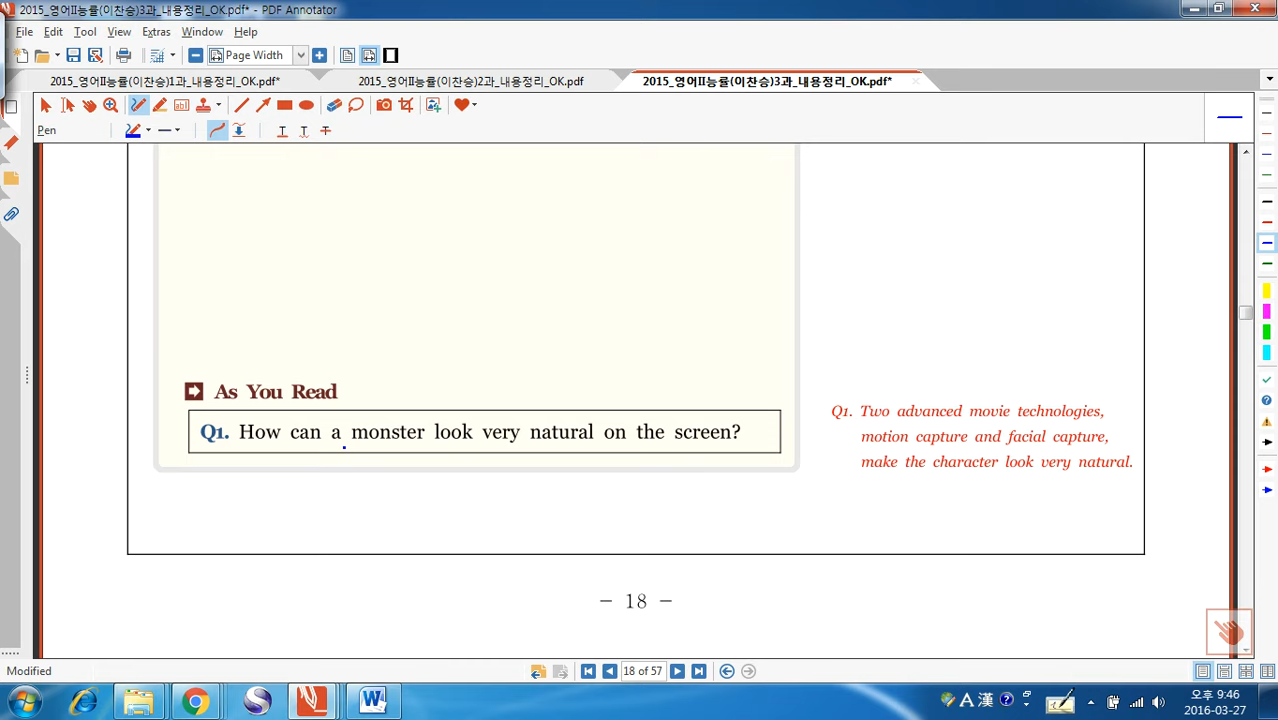 2015_영어II능률(이찬승)3과_내용정리_OK.pdf* - PDF Annotator
File Edit Tool View Extras Window Help
Page Width
2015_영어II능률(이찬승)1과_내용정리_OK.pdf* 2015_영어II능률(이찬승)2과_내용정리_OK.pdf 2015_영어II능률(이찬승)3과_내용정리_OK.pdf*
Pen
As You Read
Q1. How can a monster look very natural on the screen?
Q1. Two advanced movie technologies,
motion capture and facial capture,
make the character look very natural.
- 18 -
Modified
18 of 57
A 漢
오후 9:46
2016-03-27